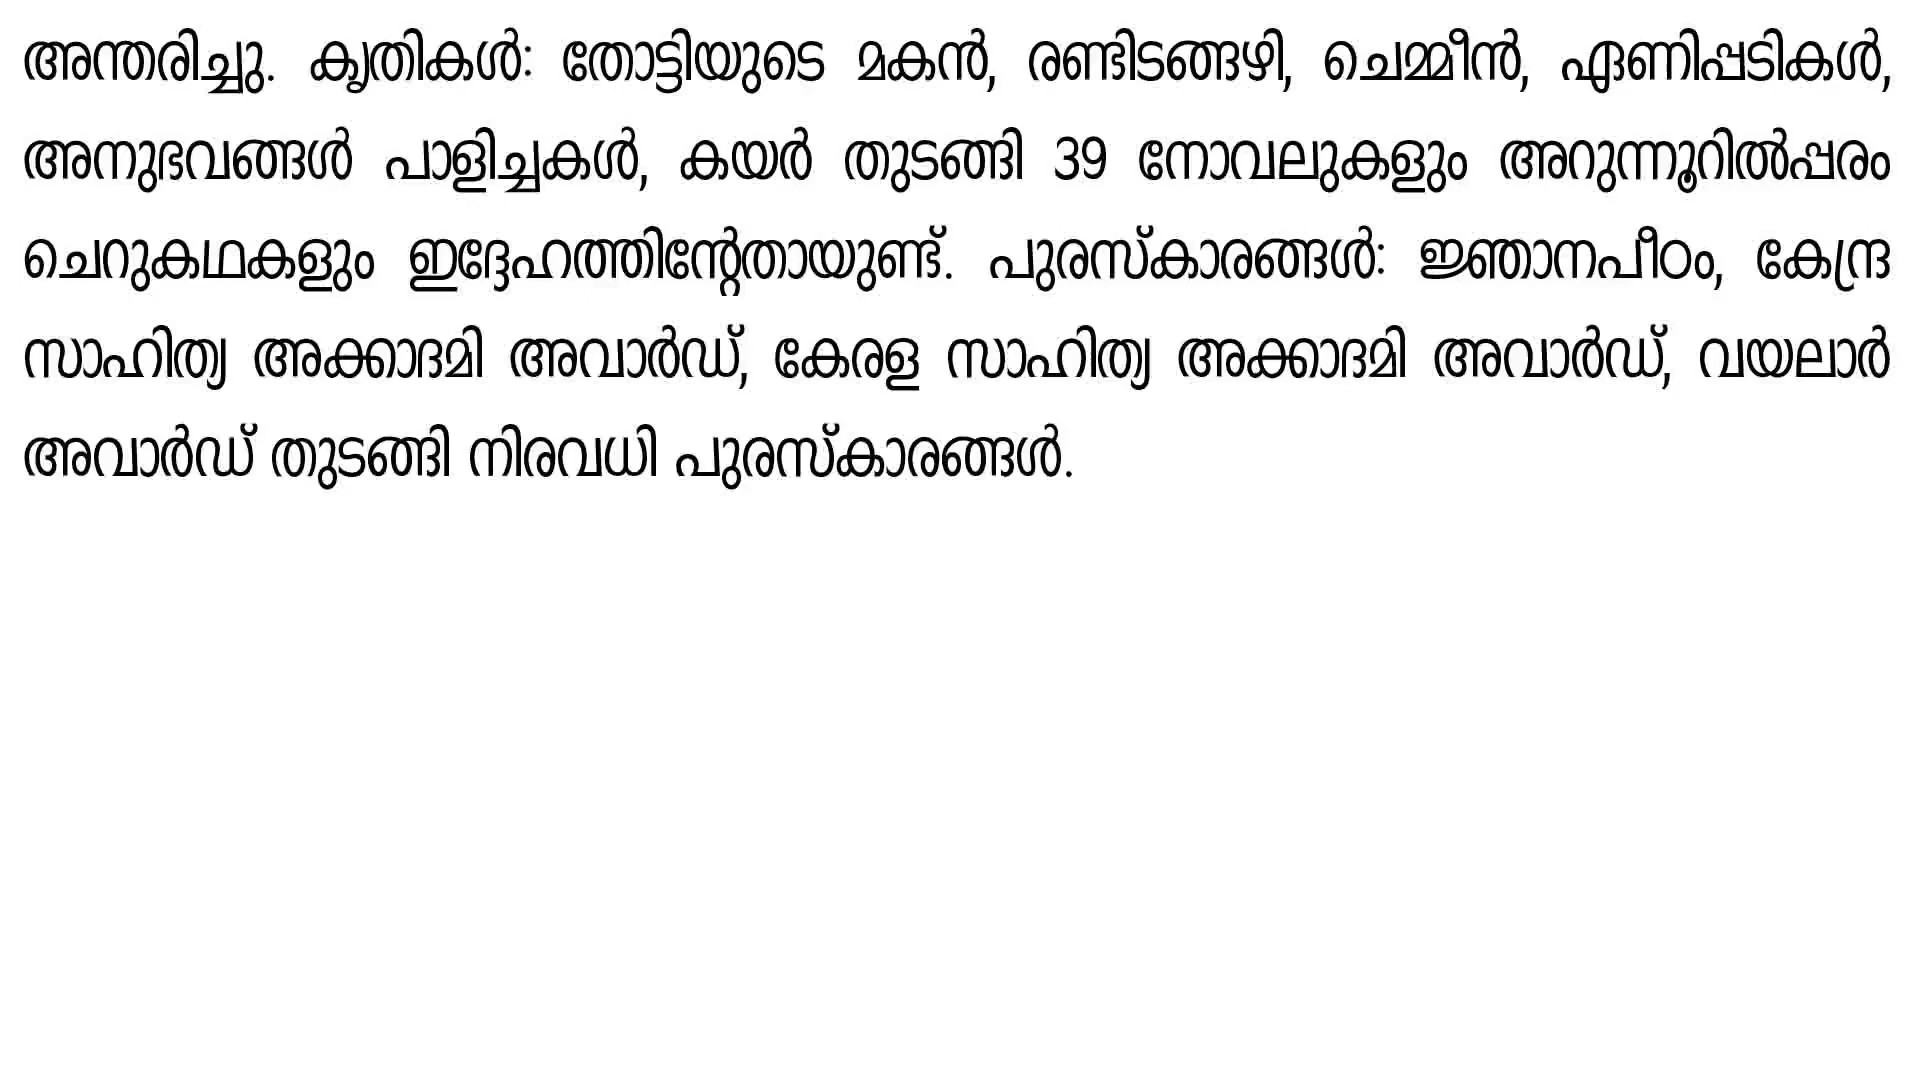 അന്തരിച്ചു. കൃതികൾ: തോട്ടിയുടെ മകൻ, രണ്ടിടങ്ങഴി, ചെമ്മീൻ, ഏണിപ്പടികൾ,
അനുഭവങ്ങൾ പാളിച്ചകൾ, കയർ തുടങ്ങി 39 നോവലുകളും അറുന്നൂറിൽപ്പരം
ചെറുകഥകളും ഇദ്ദേഹത്തിന്റേതായുണ്ട്. പുരസ്കാരങ്ങൾ: ജ്ഞാനപീഠം, കേന്ദ്ര
സാഹിത്യ അക്കാദമി അവാർഡ്, കേരള സാഹിത്യ അക്കാദമി അവാർഡ്, വയലാർ
അവാർഡ് തുടങ്ങി നിരവധി പുരസ്കാരങ്ങൾ.